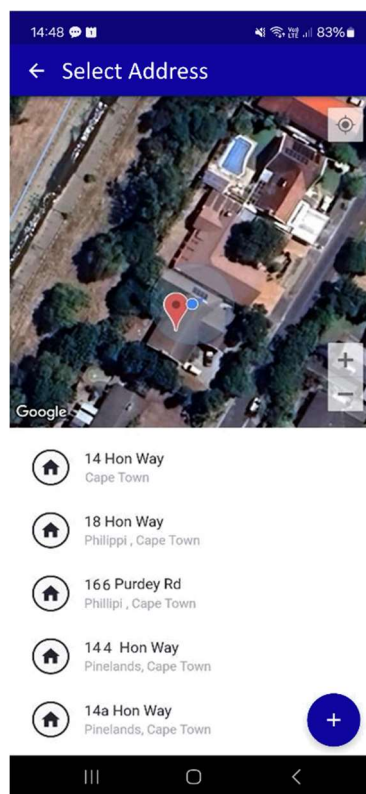 14:48 83%
Select Address
Google
14 Hon Way
Cape Town
18 Hon Way
Philippi , Cape Town
166 Purdey Rd
Phillipi , Cape Town
144 Hon Way
Pinelands, Cape Town
14a Hon Way
Pinelands, Cape Town